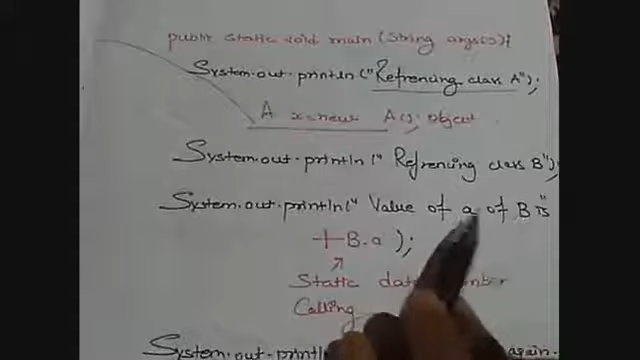 public static void main (String args[]){
System.out.println("Refrencing class A");
A x=new A(); object
System.out.println(" Refrencing class B");
System.out.println(" Value of a of B is"
+B.a );
Static data
Calling
System.out.println again.